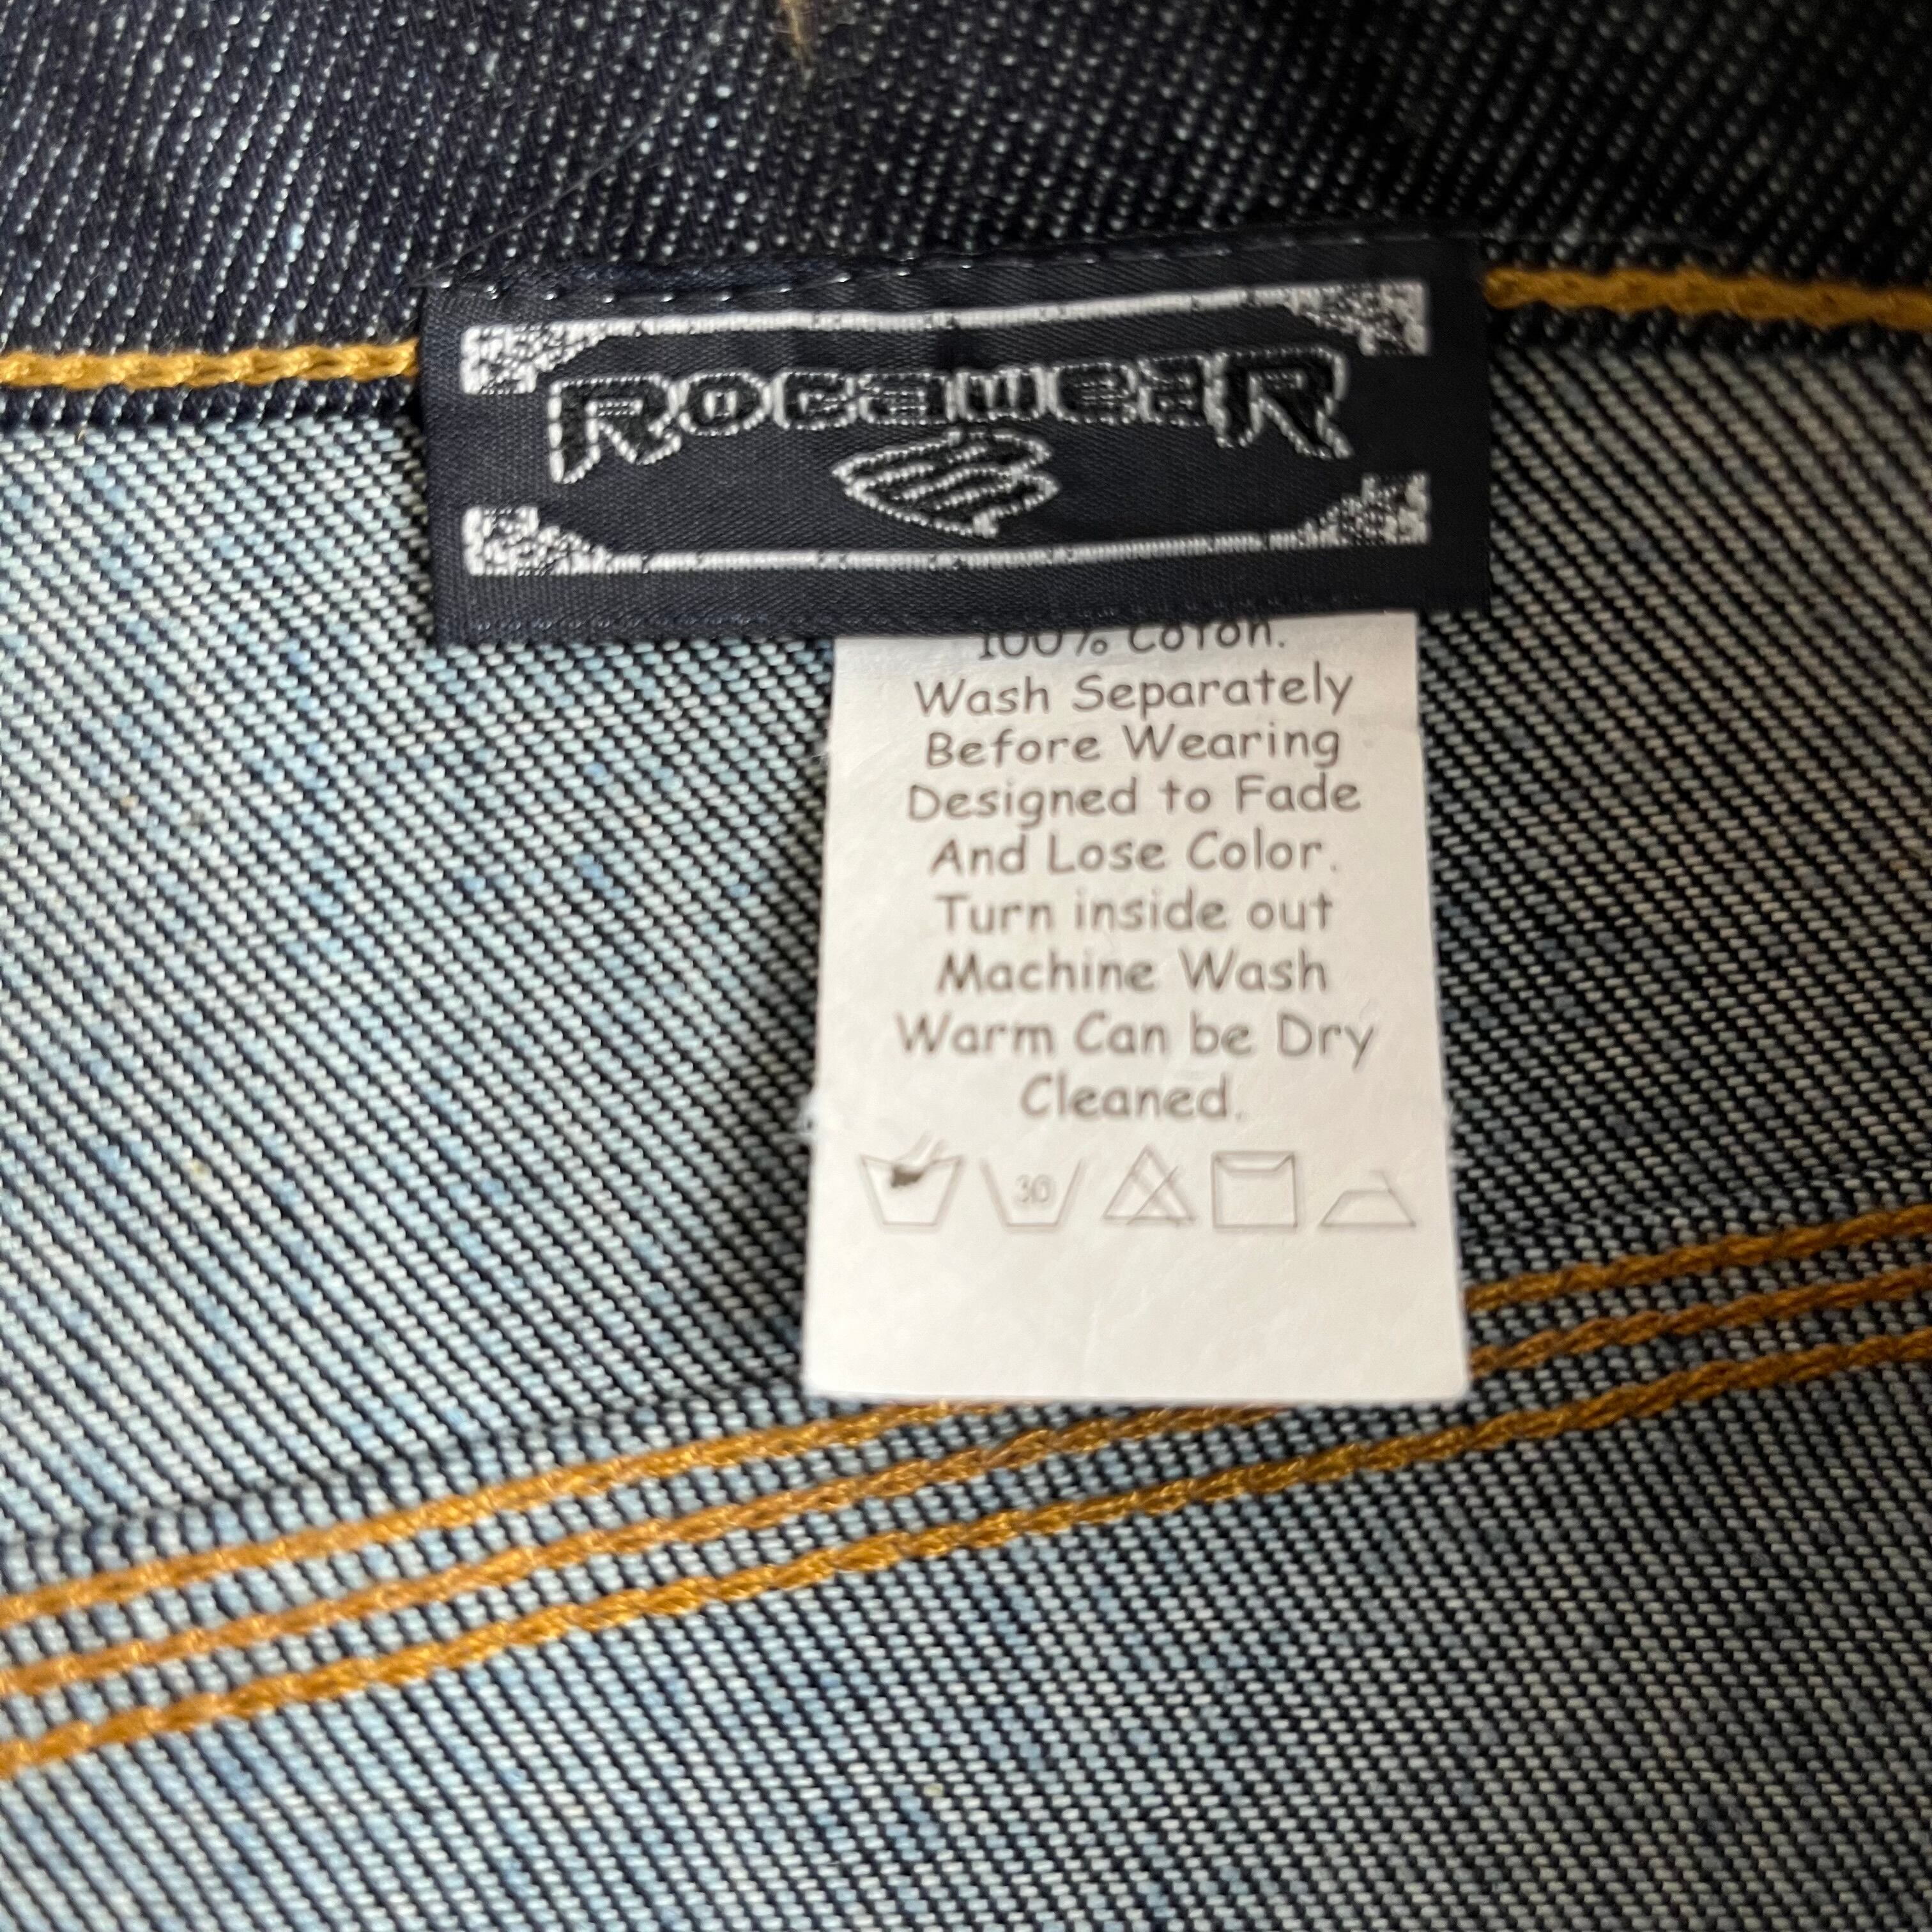 ROCAWEAR
100% Coton.
Wash Separately
Before Wearing
Designed to Fade
And Lose Color.
Turn inside out
Machine Wash
Warm Can be Dry
Cleaned.
30